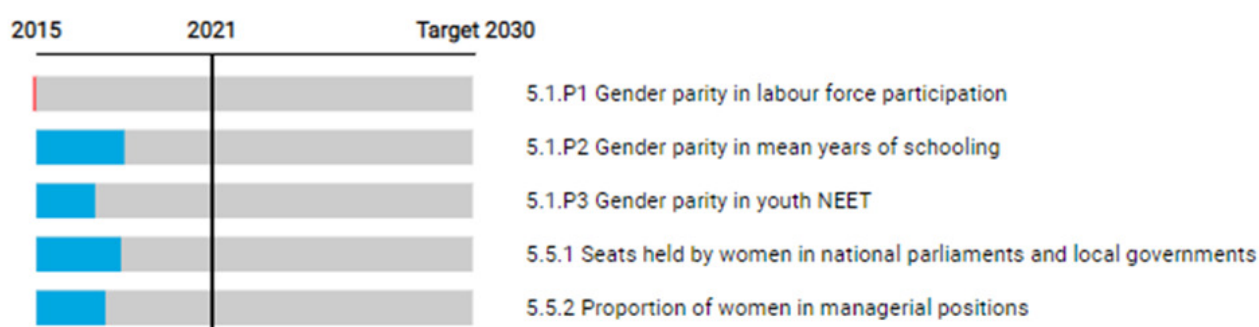 2015 2021 Target 2030
5.1.P1 Gender parity in labour force participation
5.1.P2 Gender parity in mean years of schooling
5.1.P3 Gender parity in youth NEET
5.5.1 Seats held by women in national parliaments and local governments
5.5.2 Proportion of women in managerial positions